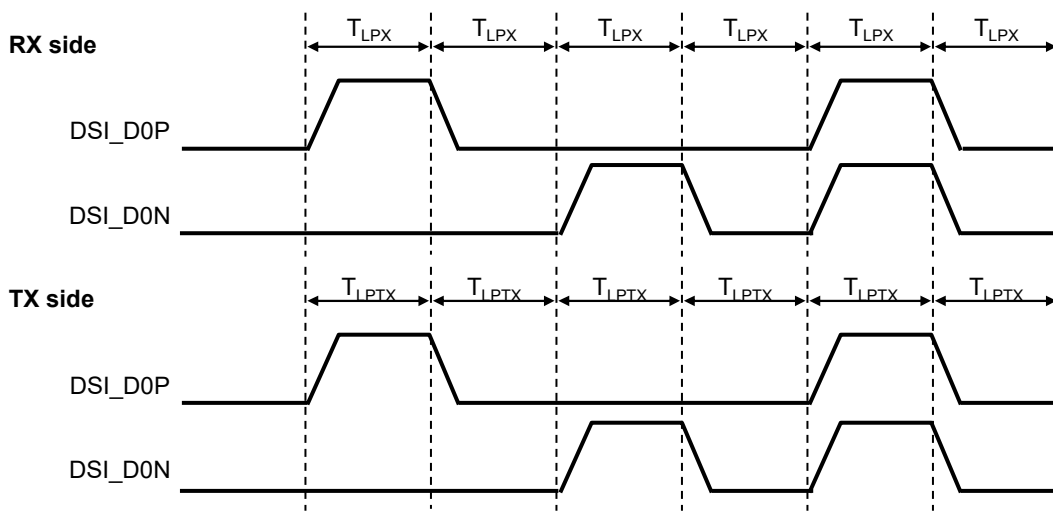 T_LPX T_LPX T_LPX T_LPX T_LPX T_LPX
RX side
DSI_D0P
DSI_D0N
T_LPTX T_LPTX T_LPTX T_LPTX T_LPTX T_LPTX
TX side
DSI_D0P
DSI_D0N